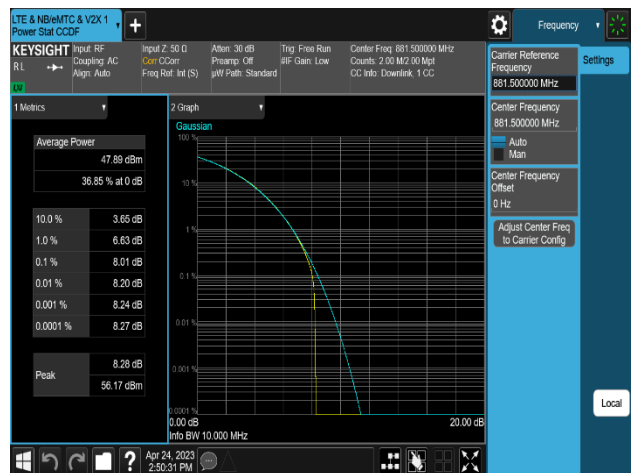 LTE & NB/eMTC & V2X 1
Power Stat CCDF
+
Frequency
KEYSIGHT
Input: RF
Input Z: 50 Ω
Atten: 30 dB
Trig: Free Run
Center Freq: 881.500000 MHz
RL
Coupling: AC
Corr CCorr
Preamp: Off
#IF Gain: Low
Counts: 2.00 M/2.00 Mpt
Align: Auto
Freq Ref: Int (S)
µW Path: Standard
CC Info: Downlink, 1 CC
LW
Carrier Reference
Frequency
881.500000 MHz
Settings
Center Frequency
881.500000 MHz
Auto
Man
Center Frequency
Offset
0 Hz
Adjust Center Freq
to Carrier Config
Local
1 Metrics
Average Power
47.89 dBm
36.85 % at 0 dB
10.0 % 3.65 dB
1.0 % 6.63 dB
0.1 % 8.01 dB
0.01 % 8.20 dB
0.001 % 8.24 dB
0.0001 % 8.27 dB
Peak
8.28 dB
56.17 dBm
2 Graph
Gaussian
100 %
10 %
1 %
0.1 %
0.01 %
0.001 %
0.0001 %
0.00 dB
20.00 dB
Info BW 10.000 MHz
?
Apr 24, 2023
2:50:31 PM